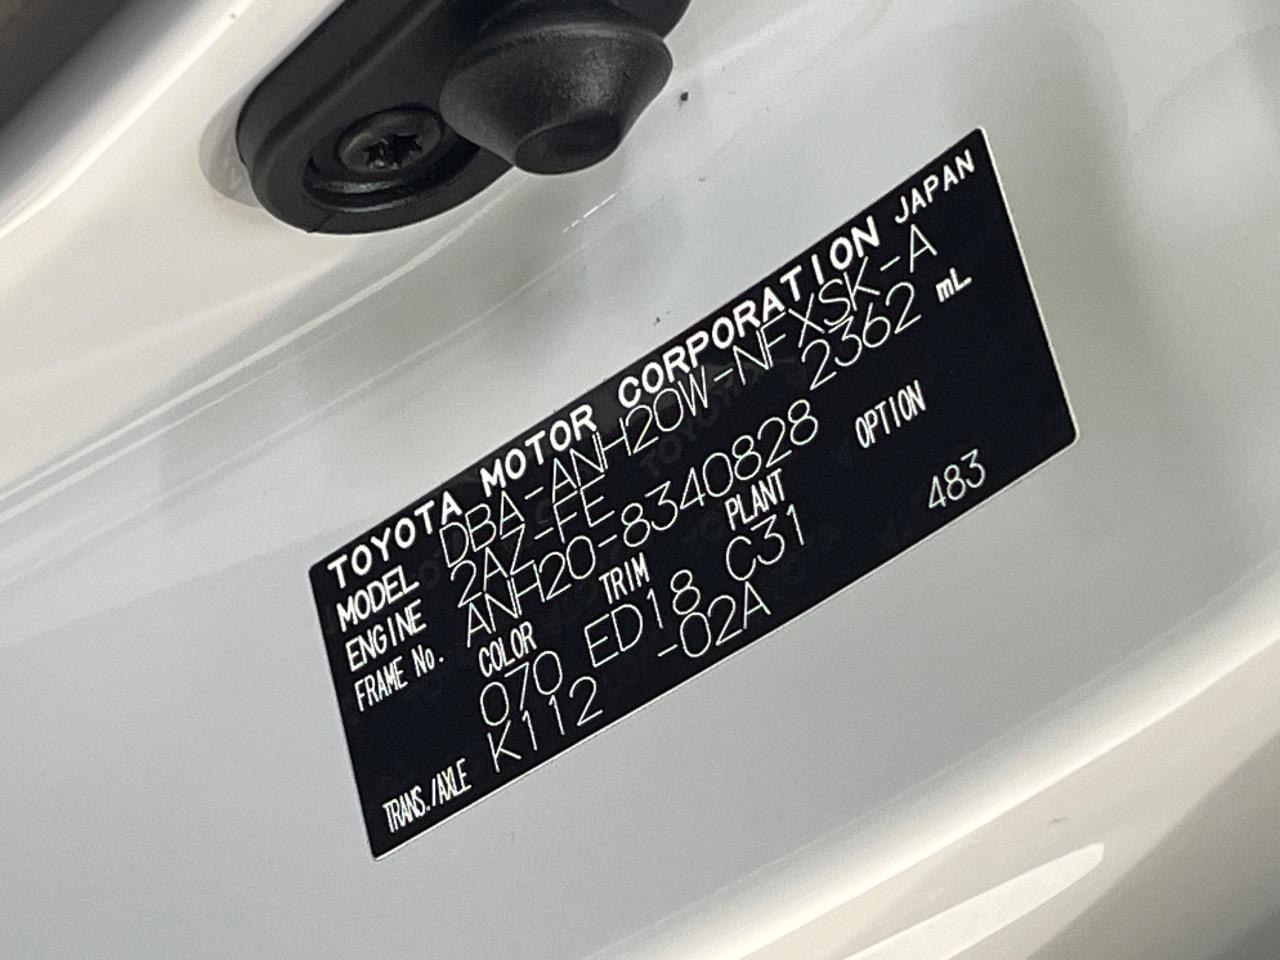 TOYOTA MOTOR CORPORATION JAPAN
MODEL DBA-ANH20W-NFXSK-A
ENGINE 2AZ-FE 2362 mL
FRAME No. ANH20-8340828
COLOR TRIM PLANT OPTION
070 ED18 C31 483
TRANS./AXLE K112 -02A